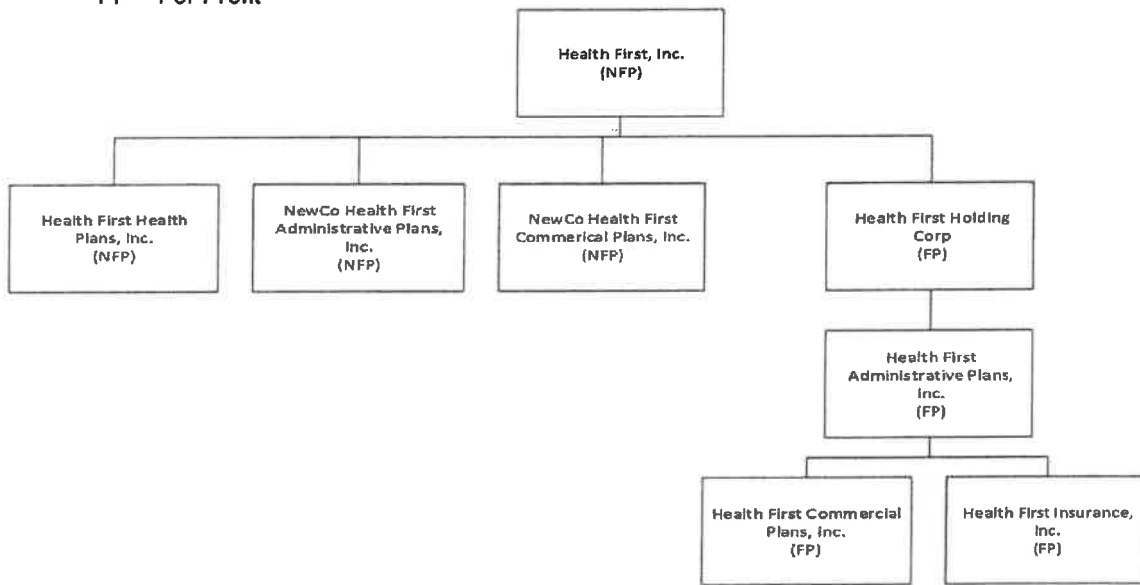 Health First, Inc.
(NFP)
Health First Health
Plans, Inc.
(NFP)
NewCo Health First
Administrative Plans,
Inc.
(NFP)
NewCo Health First
Commerical Plans, Inc.
(NFP)
Health First Holding
Corp
(FP)
Health First
Administrative Plans,
Inc.
(FP)
Health First Commercial
Plans, Inc.
(FP)
Health First Insurance,
Inc.
(FP)